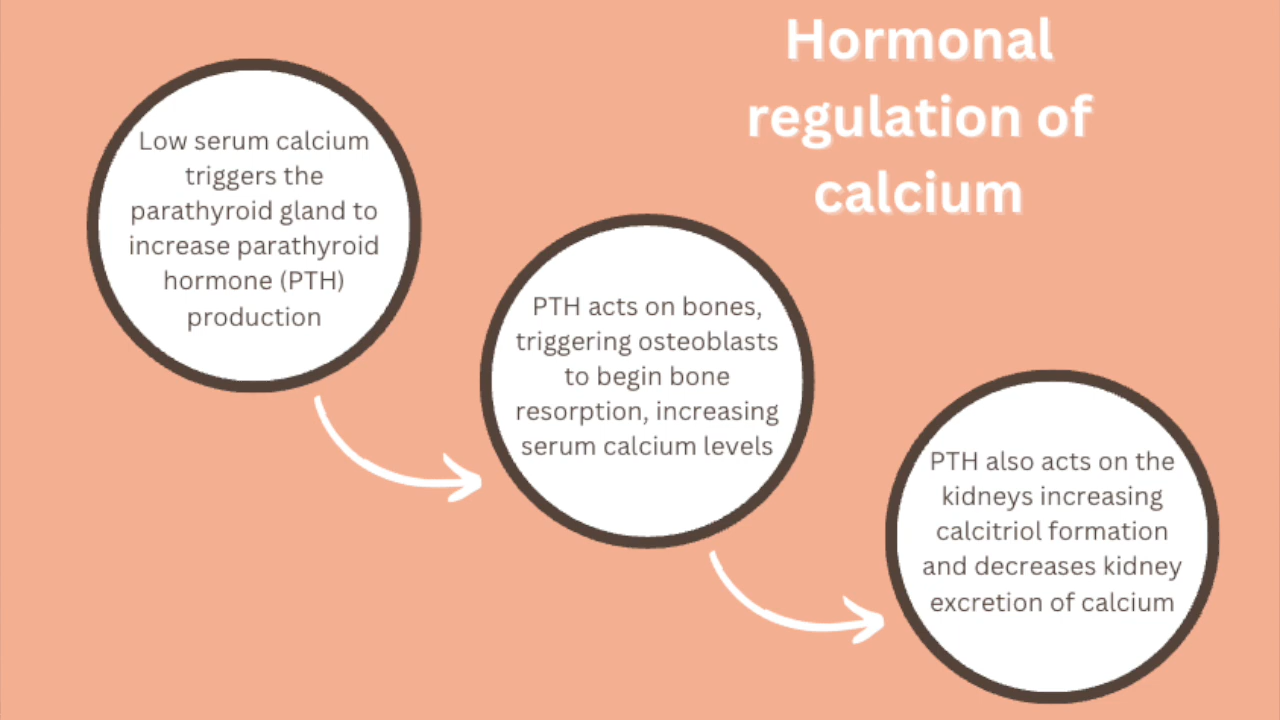 Hormonal
regulation of
calcium
Low serum calcium
triggers the
parathyroid gland to
increase parathyroid
hormone (PTH)
production
PTH acts on bones,
triggering osteoblasts
to begin bone
resorption, increasing
serum calcium levels
PTH also acts on the
kidneys increasing
calcitriol formation
and decreases kidney
excretion of calcium